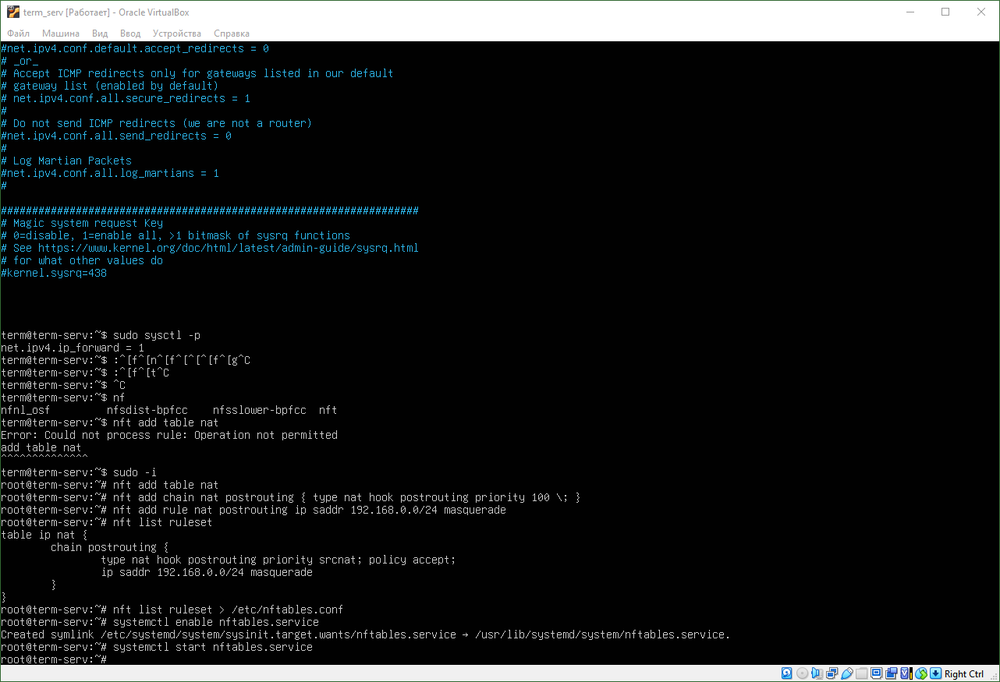 term_serv [Работает] - Oracle VirtualBox
Файл Машина Вид Ввод Устройства Справка
#net.ipv4.conf.default.accept_redirects = 0
# _or_
# Accept ICMP redirects only for gateways listed in our default
# gateway list (enabled by default)
# net.ipv4.conf.all.secure_redirects = 1
#
# Do not send ICMP redirects (we are not a router)
#net.ipv4.conf.all.send_redirects = 0
#
# Log Martian Packets
#net.ipv4.conf.all.log_martians = 1
#
###################################################################
# Magic system request Key
# 0=disable, 1=enable all, >1 bitmask of sysrq functions
# See https://www.kernel.org/doc/html/latest/admin-guide/sysrq.html
# for what other values do
#kernel.sysrq=438
term@term-serv:~$ sudo sysctl -p
net.ipv4.ip_forward = 1
term@term-serv:~$ :^[f^[n^[f^[^[^[f^[g^C
term@term-serv:~$ :^[f^[t^C
term@term-serv:~$ ^C
term@term-serv:~$ nf
nfnl_osf         nfsdist-bpfcc    nfsslower-bpfcc  nft
term@term-serv:~$ nft add table nat
Error: Could not process rule: Operation not permitted
add table nat
^^^^^^^^^^^^^^
term@term-serv:~$ sudo -i
root@term-serv:~# nft add table nat
root@term-serv:~# nft add chain nat postrouting { type nat hook postrouting priority 100 \; }
root@term-serv:~# nft add rule nat postrouting ip saddr 192.168.0.0/24 masquerade
root@term-serv:~# nft list ruleset
table ip nat {
        chain postrouting {
                type nat hook postrouting priority srcnat; policy accept;
                ip saddr 192.168.0.0/24 masquerade
        }
}
root@term-serv:~# nft list ruleset > /etc/nftables.conf
root@term-serv:~# systemctl enable nftables.service
Created symlink /etc/systemd/system/sysinit.target.wants/nftables.service → /usr/lib/systemd/system/nftables.service.
root@term-serv:~# systemctl start nftables.service
root@term-serv:~#
Right Ctrl